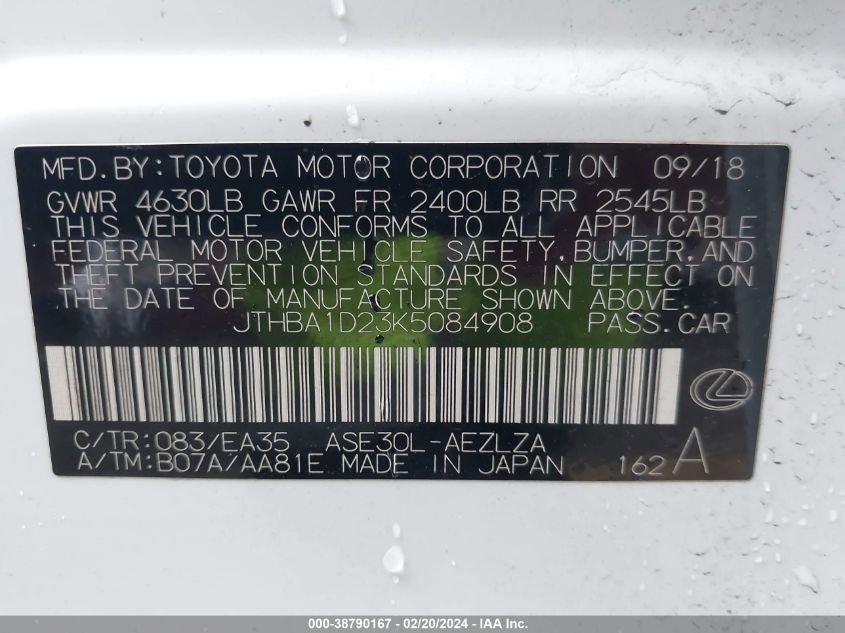 MFD.BY:TOYOTA MOTOR CORPORATION 09/18
GVWR 4630LB GAWR FR 2400LB RR 2545LB
THIS VEHICLE CONFORMS TO ALL APPLICABLE
FEDERAL MOTOR VEHICLE SAFETY,BUMPER,AND
THEFT PREVENTION STANDARDS IN EFFECT ON
THE DATE OF MANUFACTURE SHOWN ABOVE.
JTHBA1D23K5084908 PASS.CAR
C/TR:083/EA35 ASE30L-AEZLZA
A/TM:B07A/AA81E MADE IN JAPAN 162 A
000-38790167 / 02/20/2024 - IAA Inc.